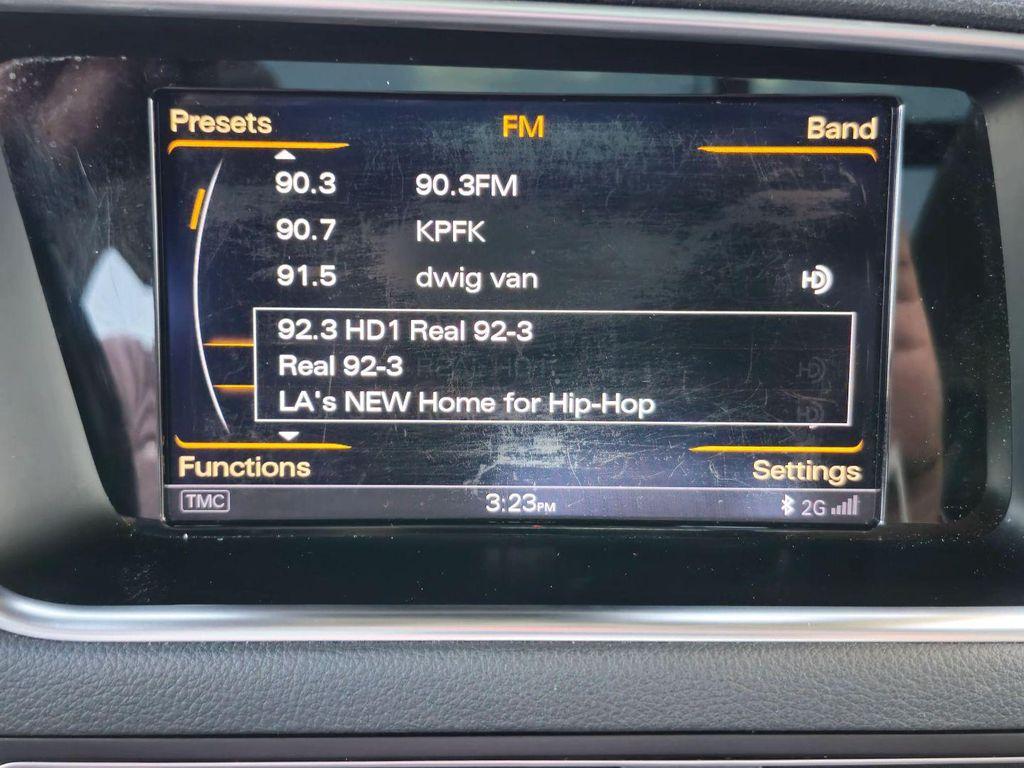 Presets FM Band
90.3 90.3FM
90.7 KPFK
91.5 dwig van HD
92.3 HD1 Real 92-3
Real 92-3
LA's NEW Home for Hip-Hop
Functions Settings
TMC 3:23PM 2G